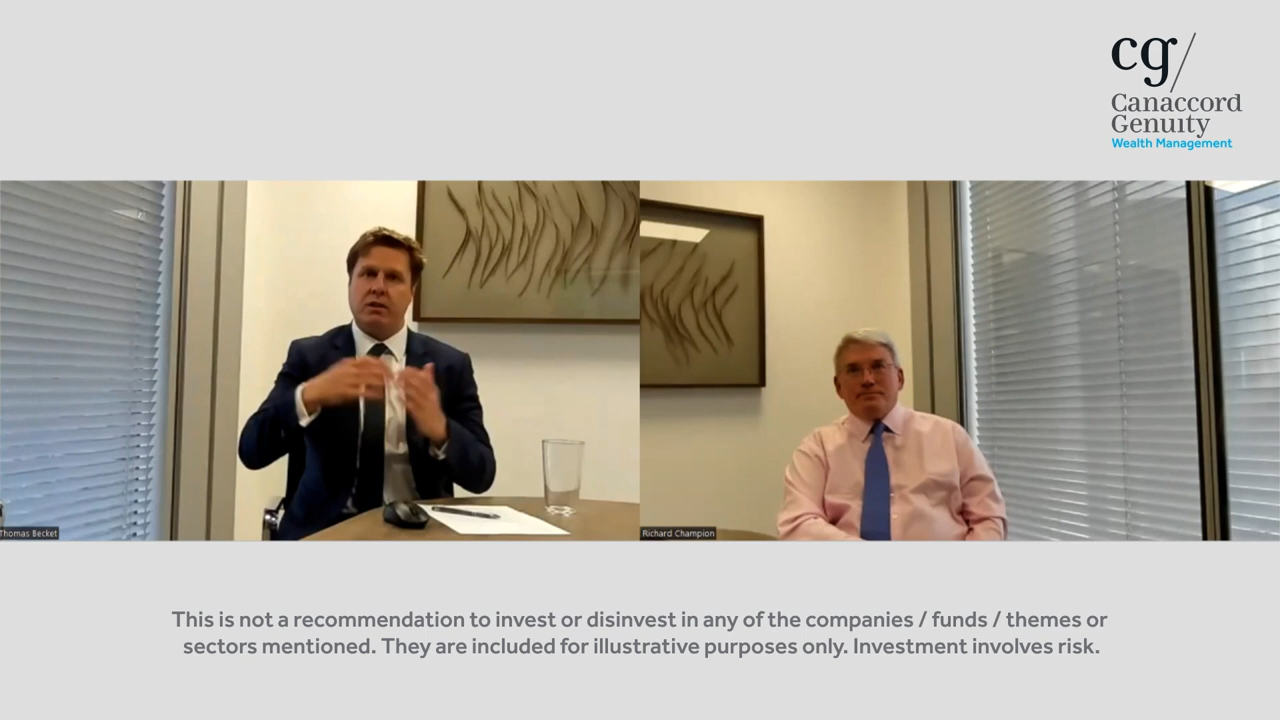 cg/
Canaccord
Genuity
Wealth Management
Thomas Becket
Richard Champion
This is not a recommendation to invest or disinvest in any of the companies / funds / themes or
sectors mentioned. They are included for illustrative purposes only. Investment involves risk.